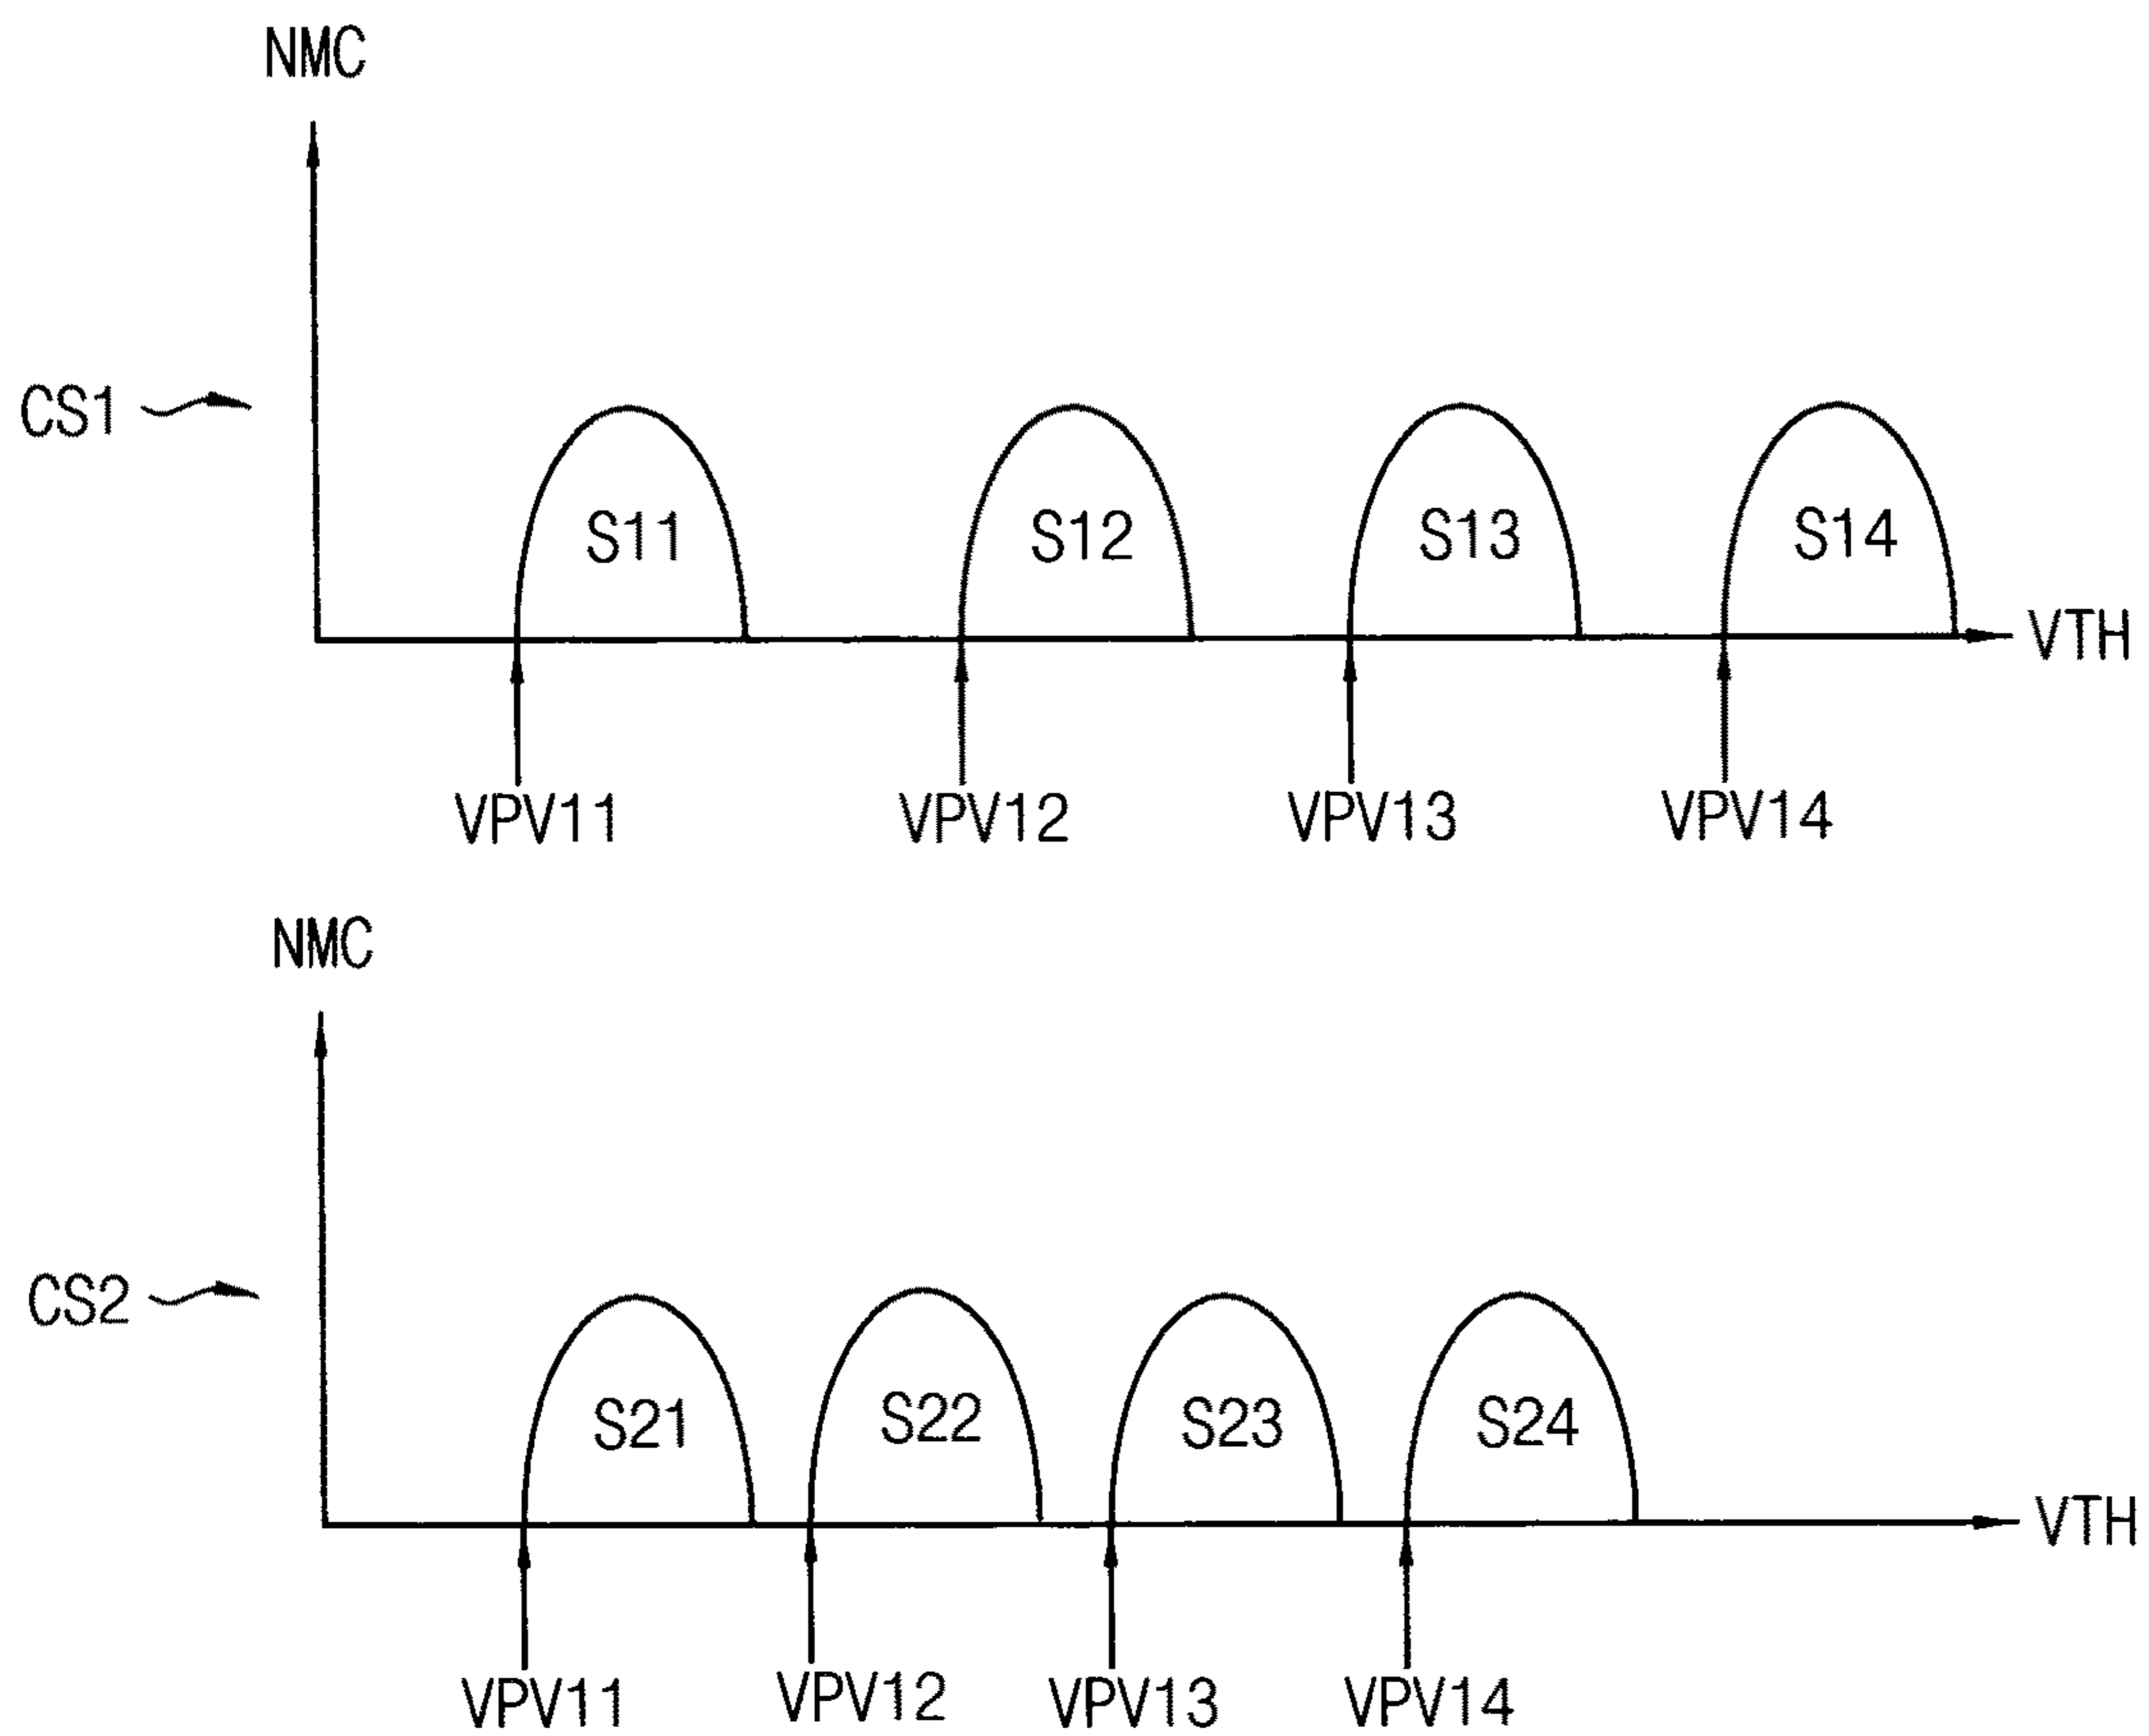 NMC
CS1
S11 S12 S13 S14
VTH
VPV11 VPV12 VPV13 VPV14
NMC
CS2
S21 S22 S23 S24
VTH
VPV11 VPV12 VPV13 VPV14